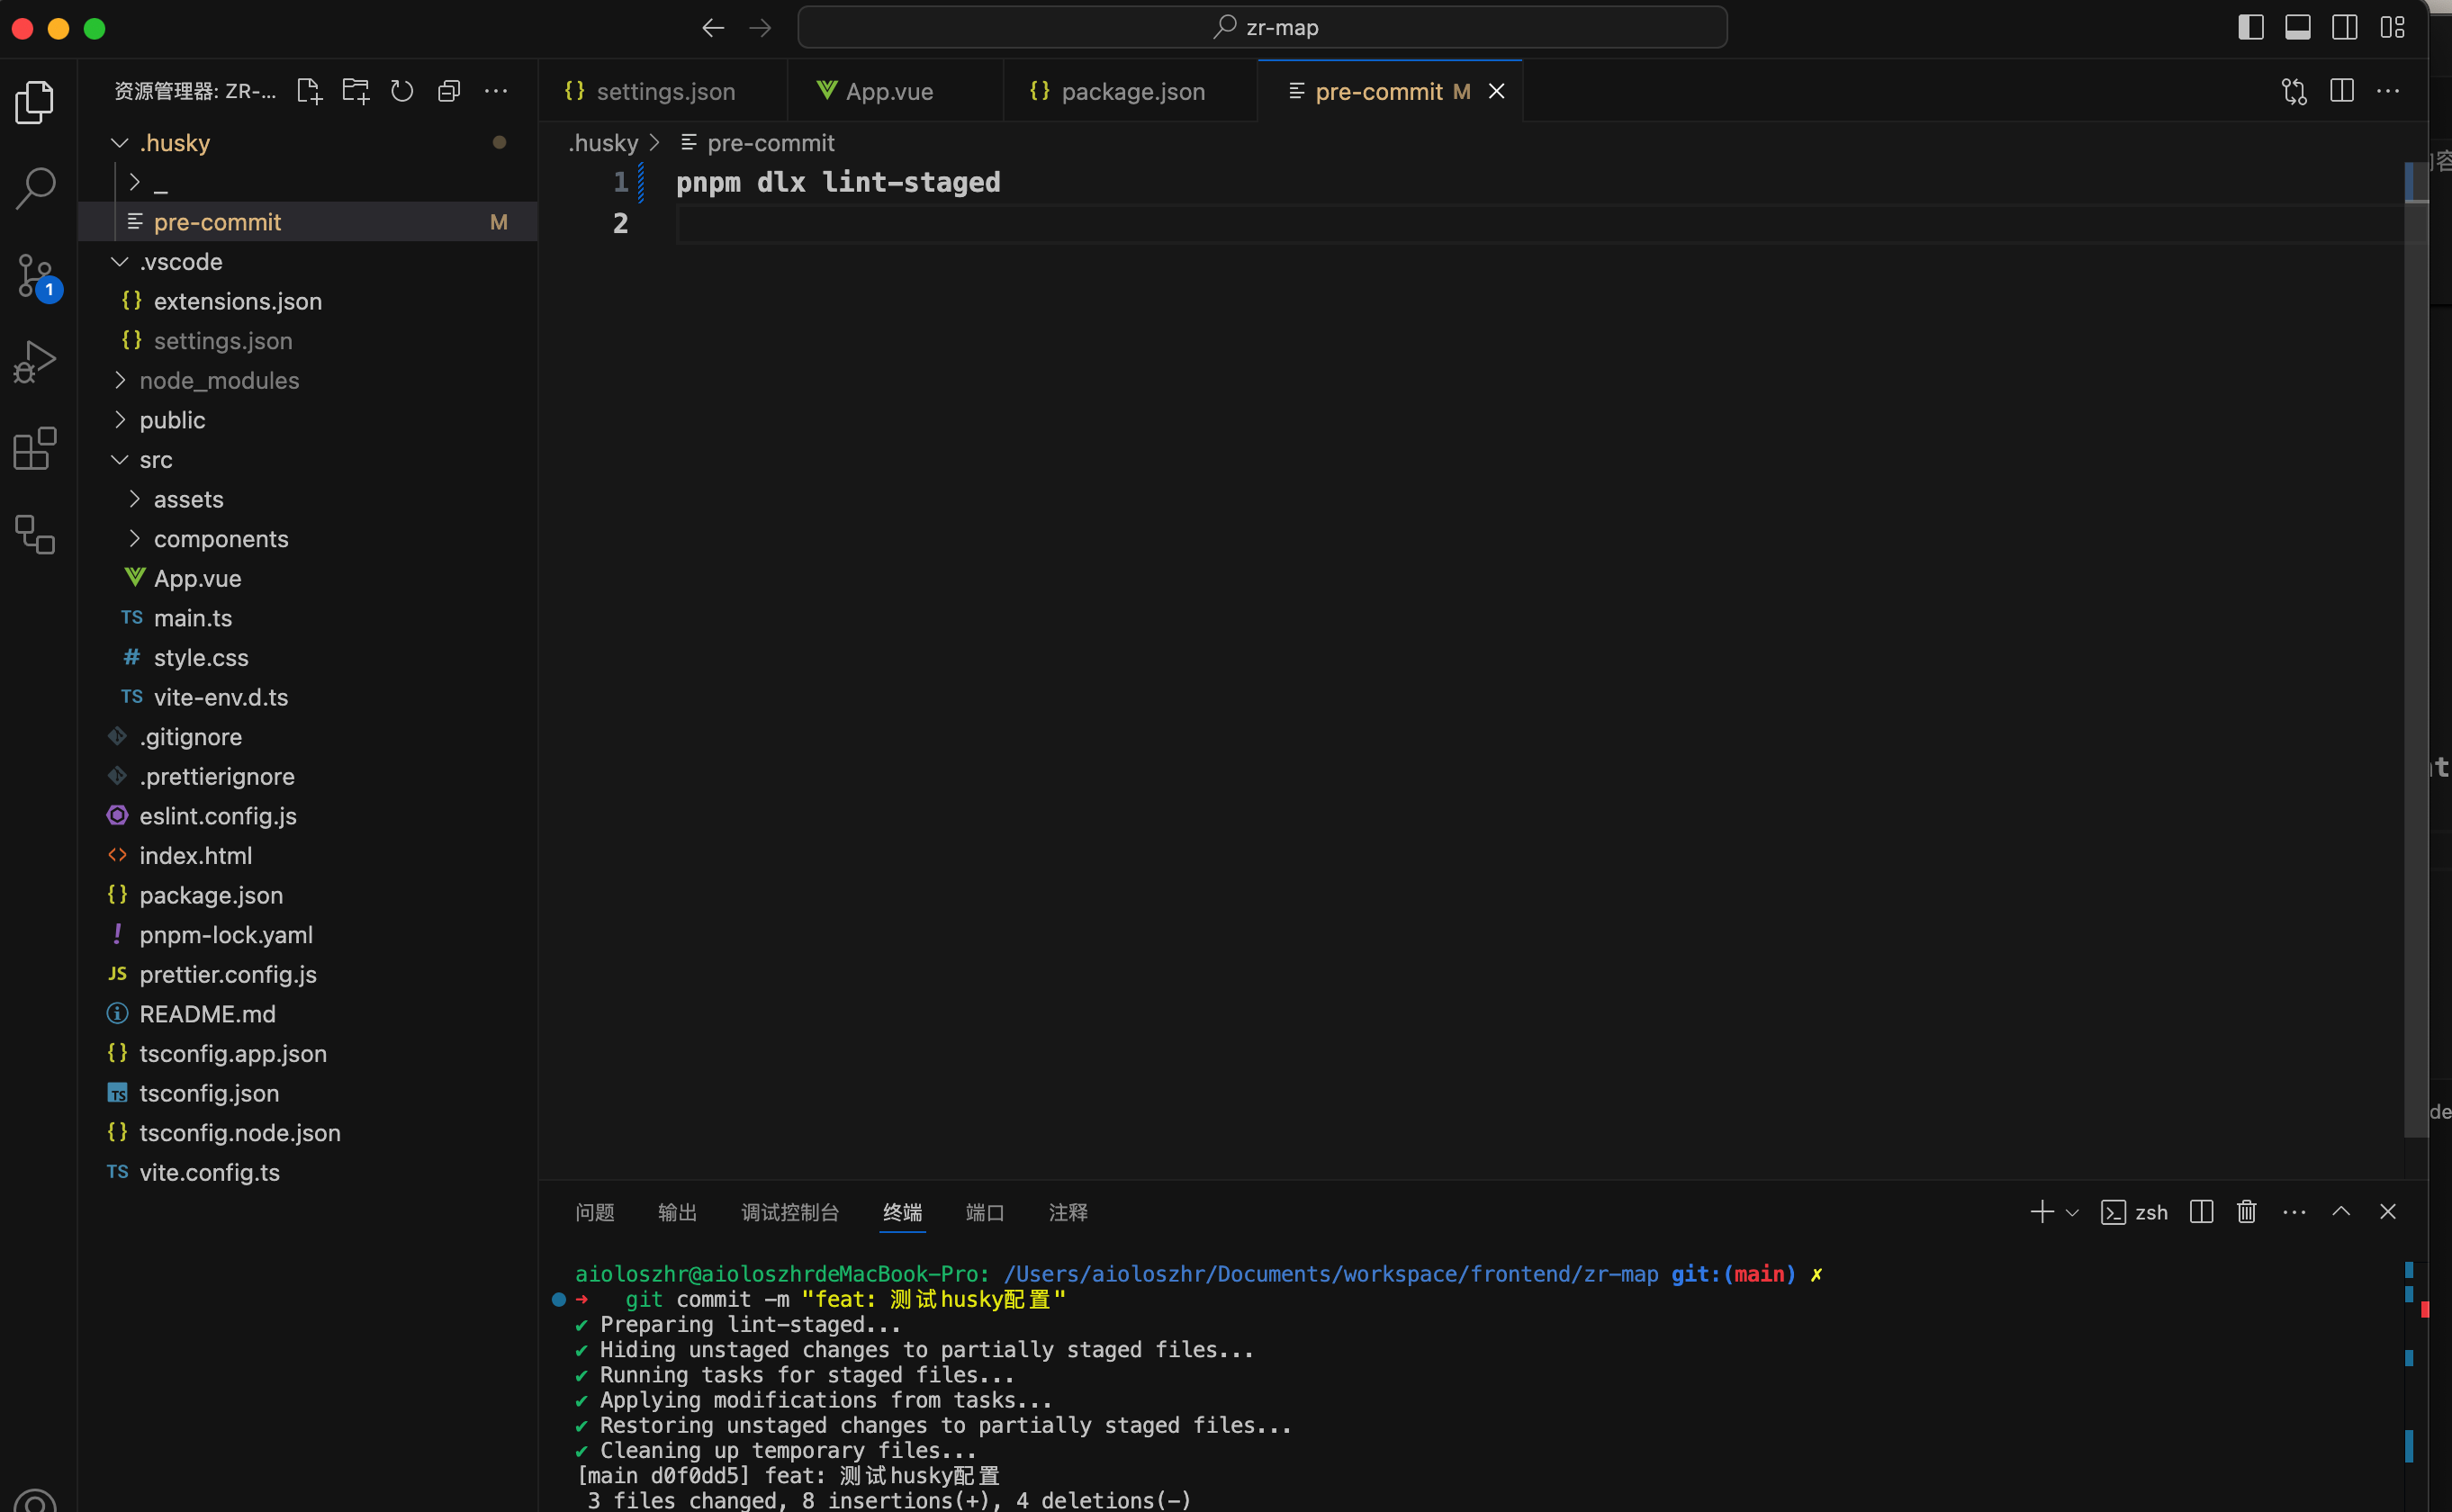 zr-map
资源管理器: ZR-...
settings.json
App.vue
package.json
pre-commit M
.husky
_
pre-commit M
.vscode
extensions.json
settings.json
node_modules
public
src
assets
components
App.vue
TS main.ts
# style.css
TS vite-env.d.ts
.gitignore
.prettierignore
eslint.config.js
index.html
package.json
! pnpm-lock.yaml
JS prettier.config.js
README.md
tsconfig.app.json
TS tsconfig.json
tsconfig.node.json
TS vite.config.ts
1
.husky > pre-commit
1 pnpm dlx lint-staged
2
问题 输出 调试控制台 终端 端口 注释
zsh
aioloszhr@aioloszhrdeMacBook-Pro: /Users/aioloszhr/Documents/workspace/frontend/zr-map git:(main) ✗
➜ git commit -m "feat: 测试husky配置"
✔ Preparing lint-staged...
✔ Hiding unstaged changes to partially staged files...
✔ Running tasks for staged files...
✔ Applying modifications from tasks...
✔ Restoring unstaged changes to partially staged files...
✔ Cleaning up temporary files...
[main d0f0dd5] feat: 测试husky配置
3 files changed, 8 insertions(+), 4 deletions(-)